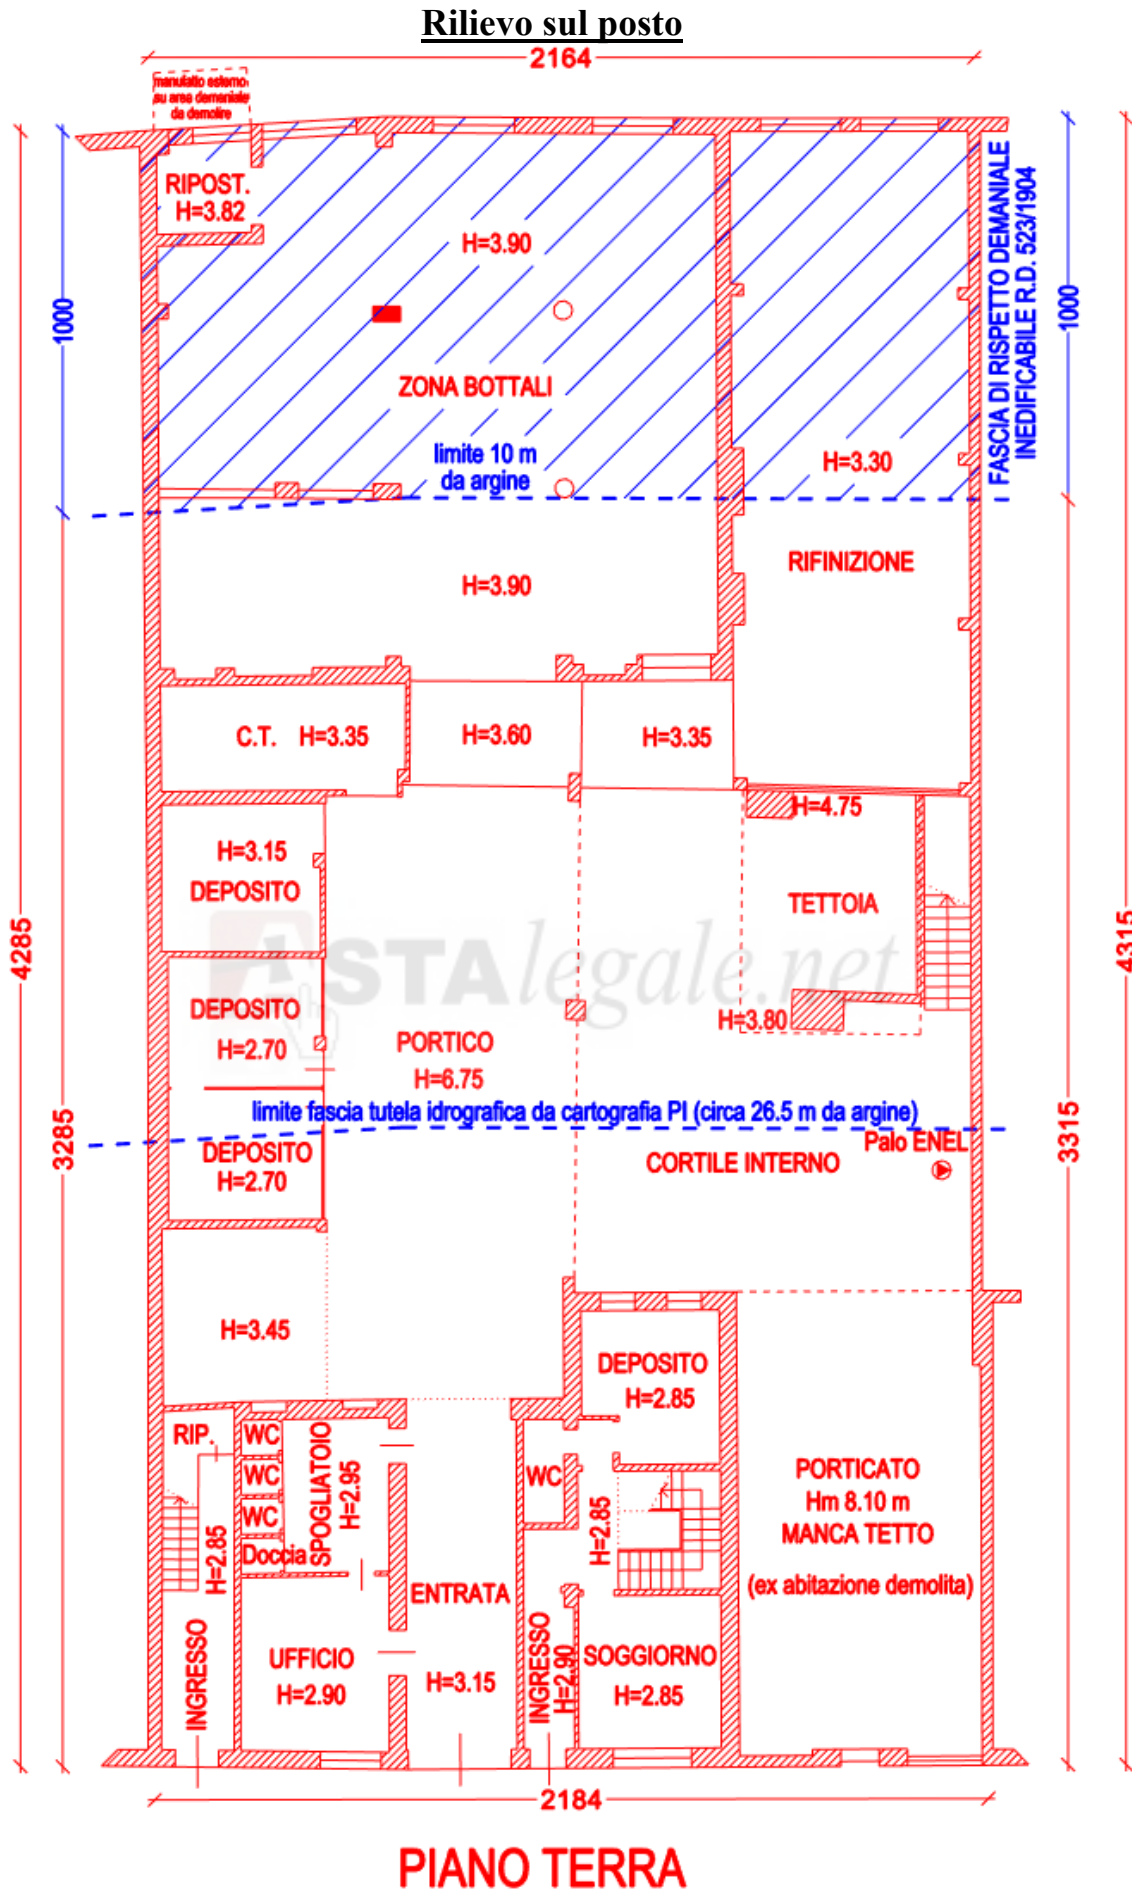 Rilievo sul posto
2164
manufatto esterno
su area demaniale
da demolire
RIPOST.
H=3.82
H=3.90
FASCIA DI RISPETTO DEMANIALE
INEDIFICABILE R.D. 523/1904
1000
1000
ZONA BOTTALI
limite 10 m
da argine
H=3.30
RIFINIZIONE
H=3.90
C.T. H=3.35
H=3.60
H=3.35
H=4.75
H=3.15
DEPOSITO
TETTOIA
ASTAlegale.net
4285
4315
DEPOSITO
H=2.70
H=3.80
PORTICO
H=6.75
limite fascia tutela idrografica da cartografia PI (circa 26.5 m da argine)
3285
3315
DEPOSITO
H=2.70
Palo ENEL
CORTILE INTERNO
H=3.45
DEPOSITO
H=2.85
RIP.
WC
WC
WC
Doccia
SPOGLIATOIO
H=2.95
WC
H=2.85
H=2.85
PORTICATO
Hm 8.10 m
MANCA TETTO
(ex abitazione demolita)
ENTRATA
H=3.15
INGRESSO
UFFICIO
H=2.90
INGRESSO
H=2.90
SOGGIORNO
H=2.85
2184
PIANO TERRA